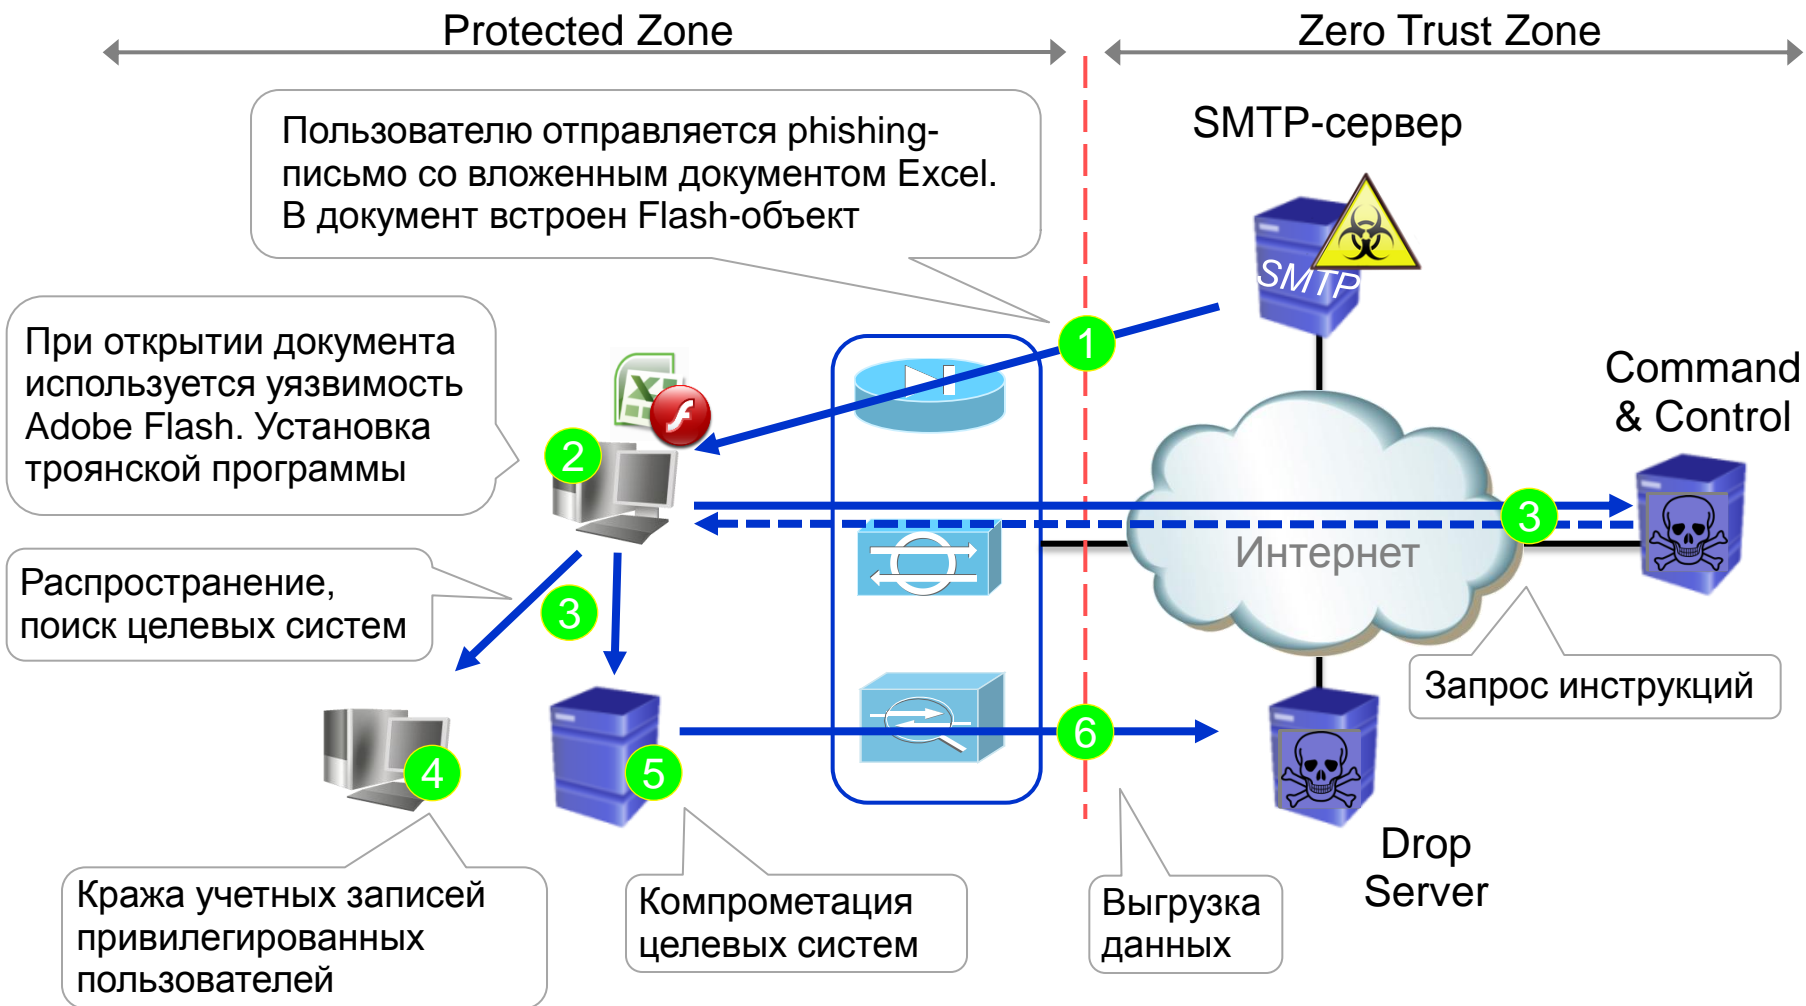 Protected Zone
Zero Trust Zone
Пользователю отправляется phishing-
письмо со вложенным документом Excel.
В документ встроен Flash-объект
SMTP-сервер
SMTP
1
При открытии документа
используется уязвимость
Adobe Flash. Установка
троянской программы
2
Command
& Control
3
Интернет
Распространение,
поиск целевых систем
3
Запрос инструкций
4
5
6
Кража учетных записей
привилегированных
пользователей
Компрометация
целевых систем
Выгрузка
данных
Drop
Server